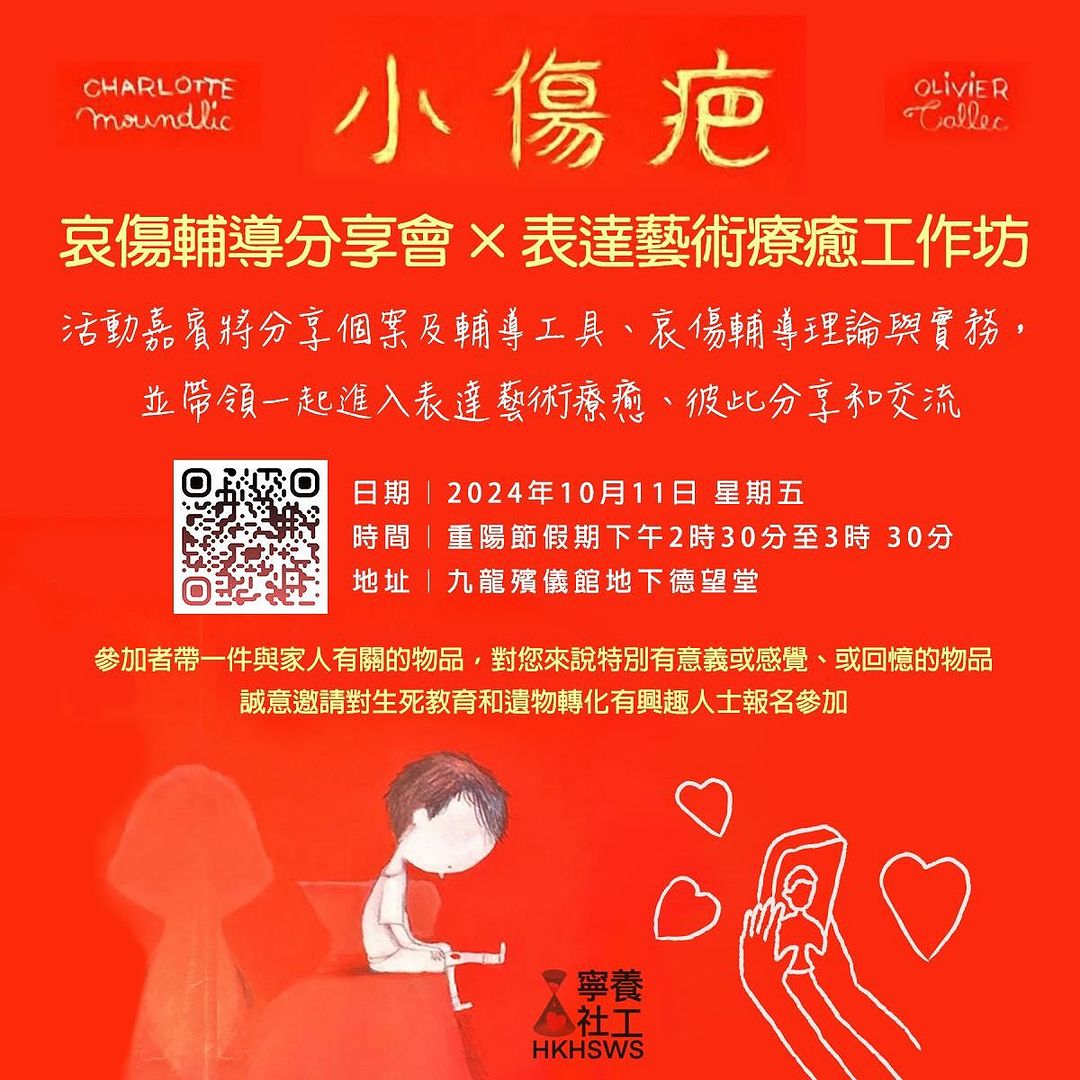 CHARLOTTE
moundlic
小傷疤
OLIVIER
Tallec
哀傷輔導分享會 × 表達藝術療癒工作坊
活動嘉賓將分享個案及輔導工具、哀傷輔導理論與實務，
並帶領一起進入表達藝術療癒、彼此分享和交流
日期｜2024年10月11日 星期五
時間｜重陽節假期下午2時30分至3時 30分
地址｜九龍殯儀館地下德望堂
參加者帶一件與家人有關的物品，對您來說特別有意義或感覺、或回憶的物品
誠意邀請對生死教育和遺物轉化有興趣人士報名參加
寧養
社工
HKHSWS